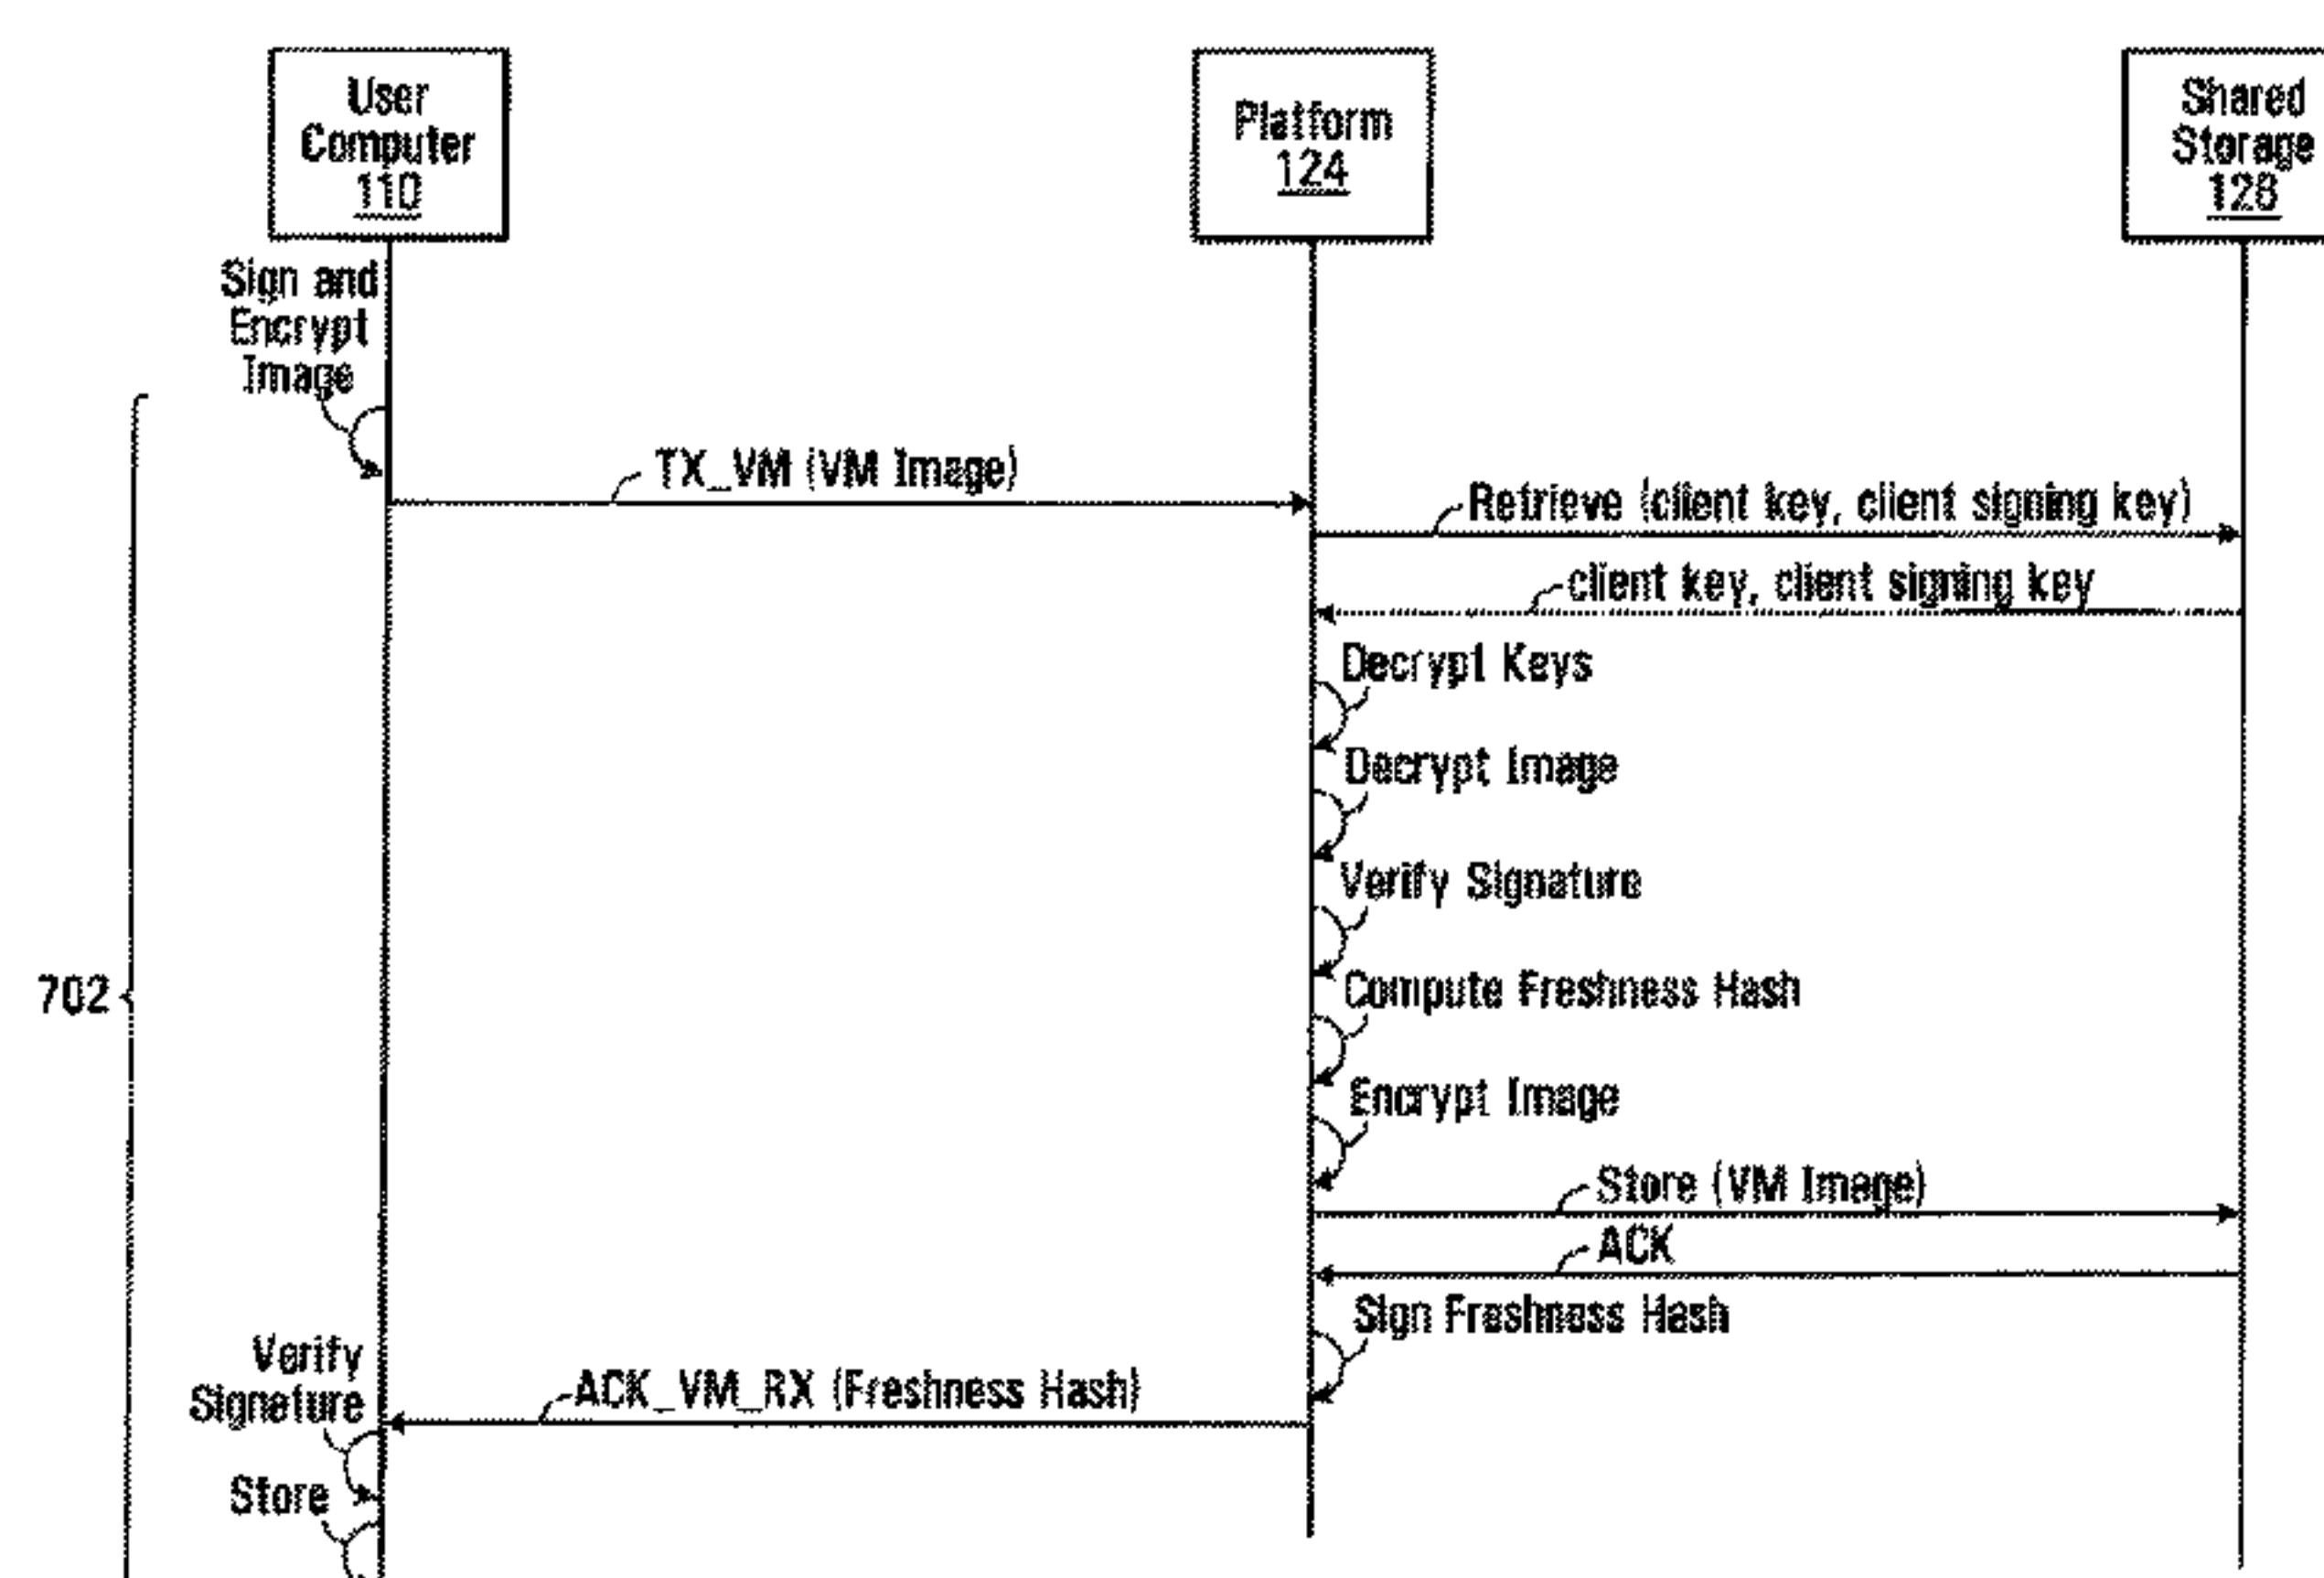 User
Computer
110
Platform
124
Shared
Storage
128
Sign and
Encrypt
Image
TX_VM (VM Image)
Retrieve (client key, client signing key)
client key, client signing key
Decrypt Keys
Decrypt Image
Verify Signature
702
Compute Freshness Hash
Encrypt Image
Store (VM Image)
ACK
Sign Freshness Hash
Verify
Signature
ACK_VM_RX (Freshness Hash)
Store